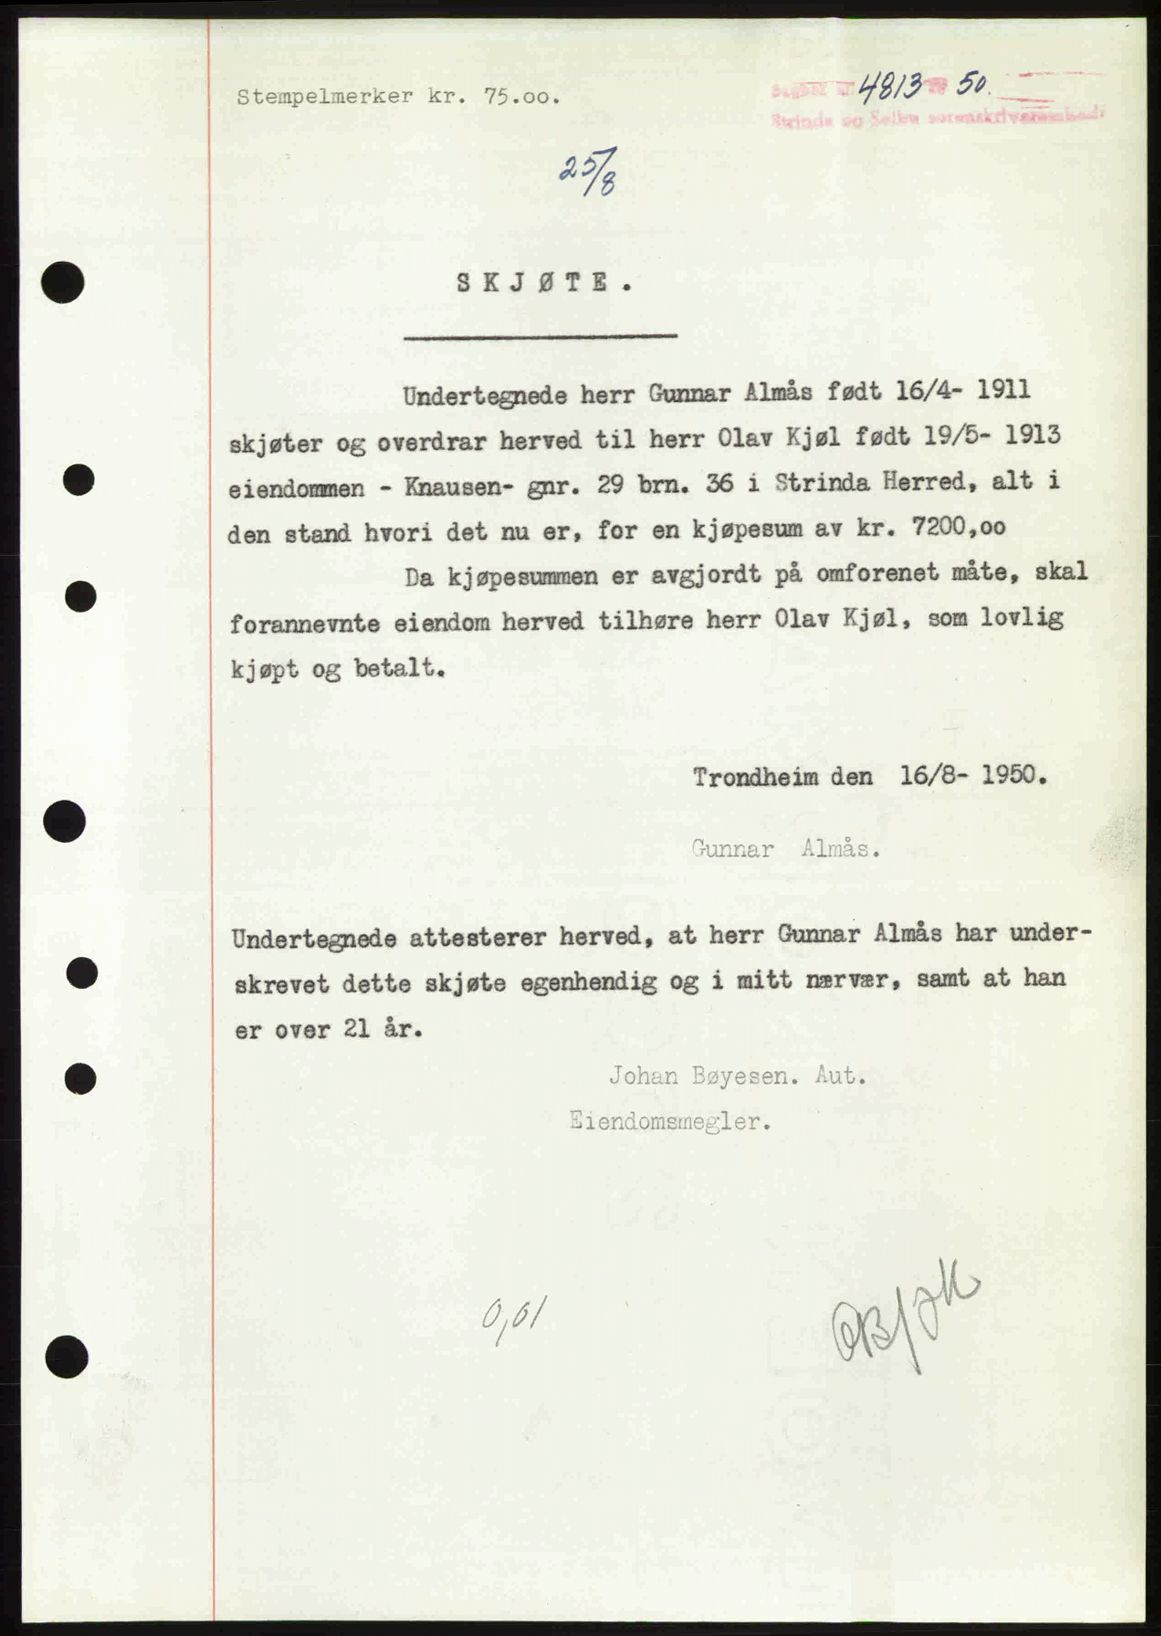 Stempelmerker kr. 75.oo.
4813 50.
Strinda og Selbu sorenskriverembede
25/8
SKJØTE.
Undertegnede herr Gunnar Almås født 16/4- 1911
skjøter og overdrar herved til herr Olav Kjøl født 19/5- 1913
eiendommen - Knausen- gnr. 29 brn. 36 i Strinda Herred, alt i
den stand hvori det nu er, for en kjøpesum av kr. 7200,oo
Da kjøpesummen er avgjordt på omforenet måte, skal
forannevnte eiendom herved tilhøre herr Olav Kjøl, som lovlig
kjøpt og betalt.
Trondheim den 16/8- 1950.
Gunnar Almås.
Undertegnede attesterer herved, at herr Gunnar Almås har under-
skrevet dette skjøte egenhendig og i mitt nærvær, samt at han
er over 21 år.
Johan Bøyesen. Aut.
Eiendomsmegler.
0,01